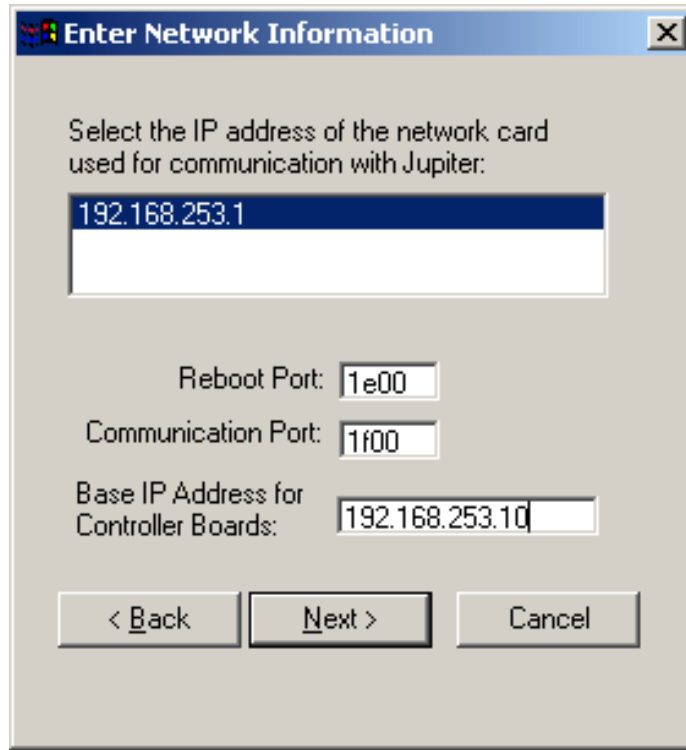 Enter Network Information
Select the IP address of the network card
used for communication with Jupiter:
192.168.253.1
Reboot Port: 1e00
Communication Port: 1f00
Base IP Address for
Controller Boards: 192.168.253.10
< Back Next > Cancel